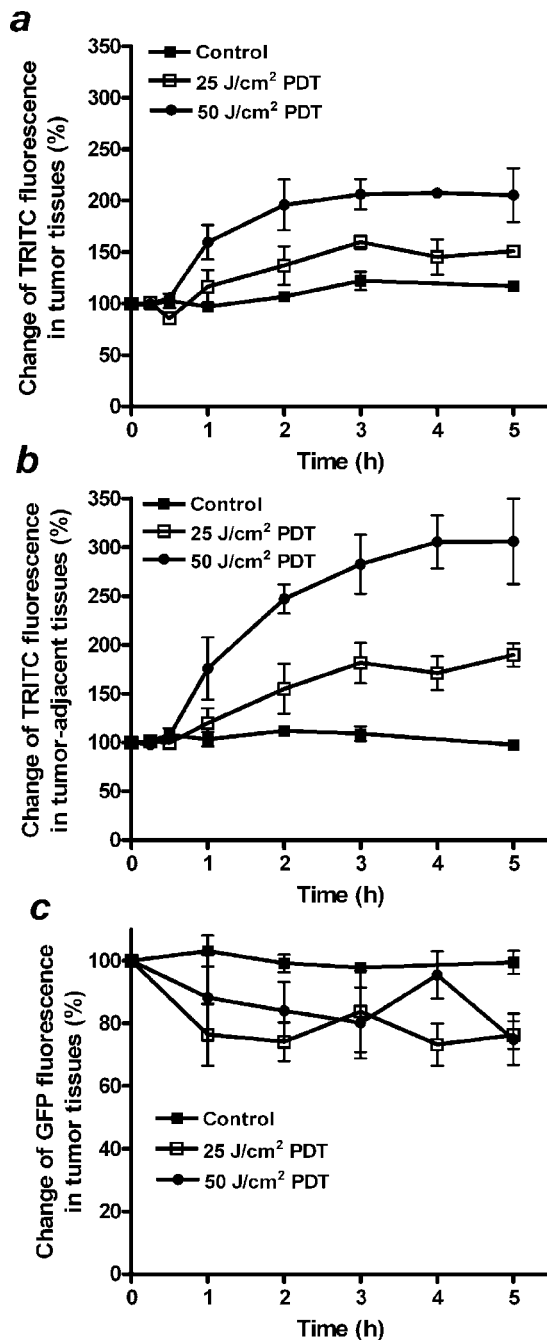 a
Change of TRITC fluorescence
in tumor tissues (%)
350
300
250
200
150
100
50
0
Control
25 J/cm² PDT
50 J/cm² PDT
0 1 2 3 4 5
Time (h)
b
Change of TRITC fluorescence
in tumor-adjacent tissues (%)
350
300
250
200
150
100
50
0
Control
25 J/cm² PDT
50 J/cm² PDT
0 1 2 3 4 5
Time (h)
c
Change of GFP fluorescence
in tumor tissues (%)
100
80
60
40
20
0
Control
25 J/cm² PDT
50 J/cm² PDT
0 1 2 3 4 5
Time (h)